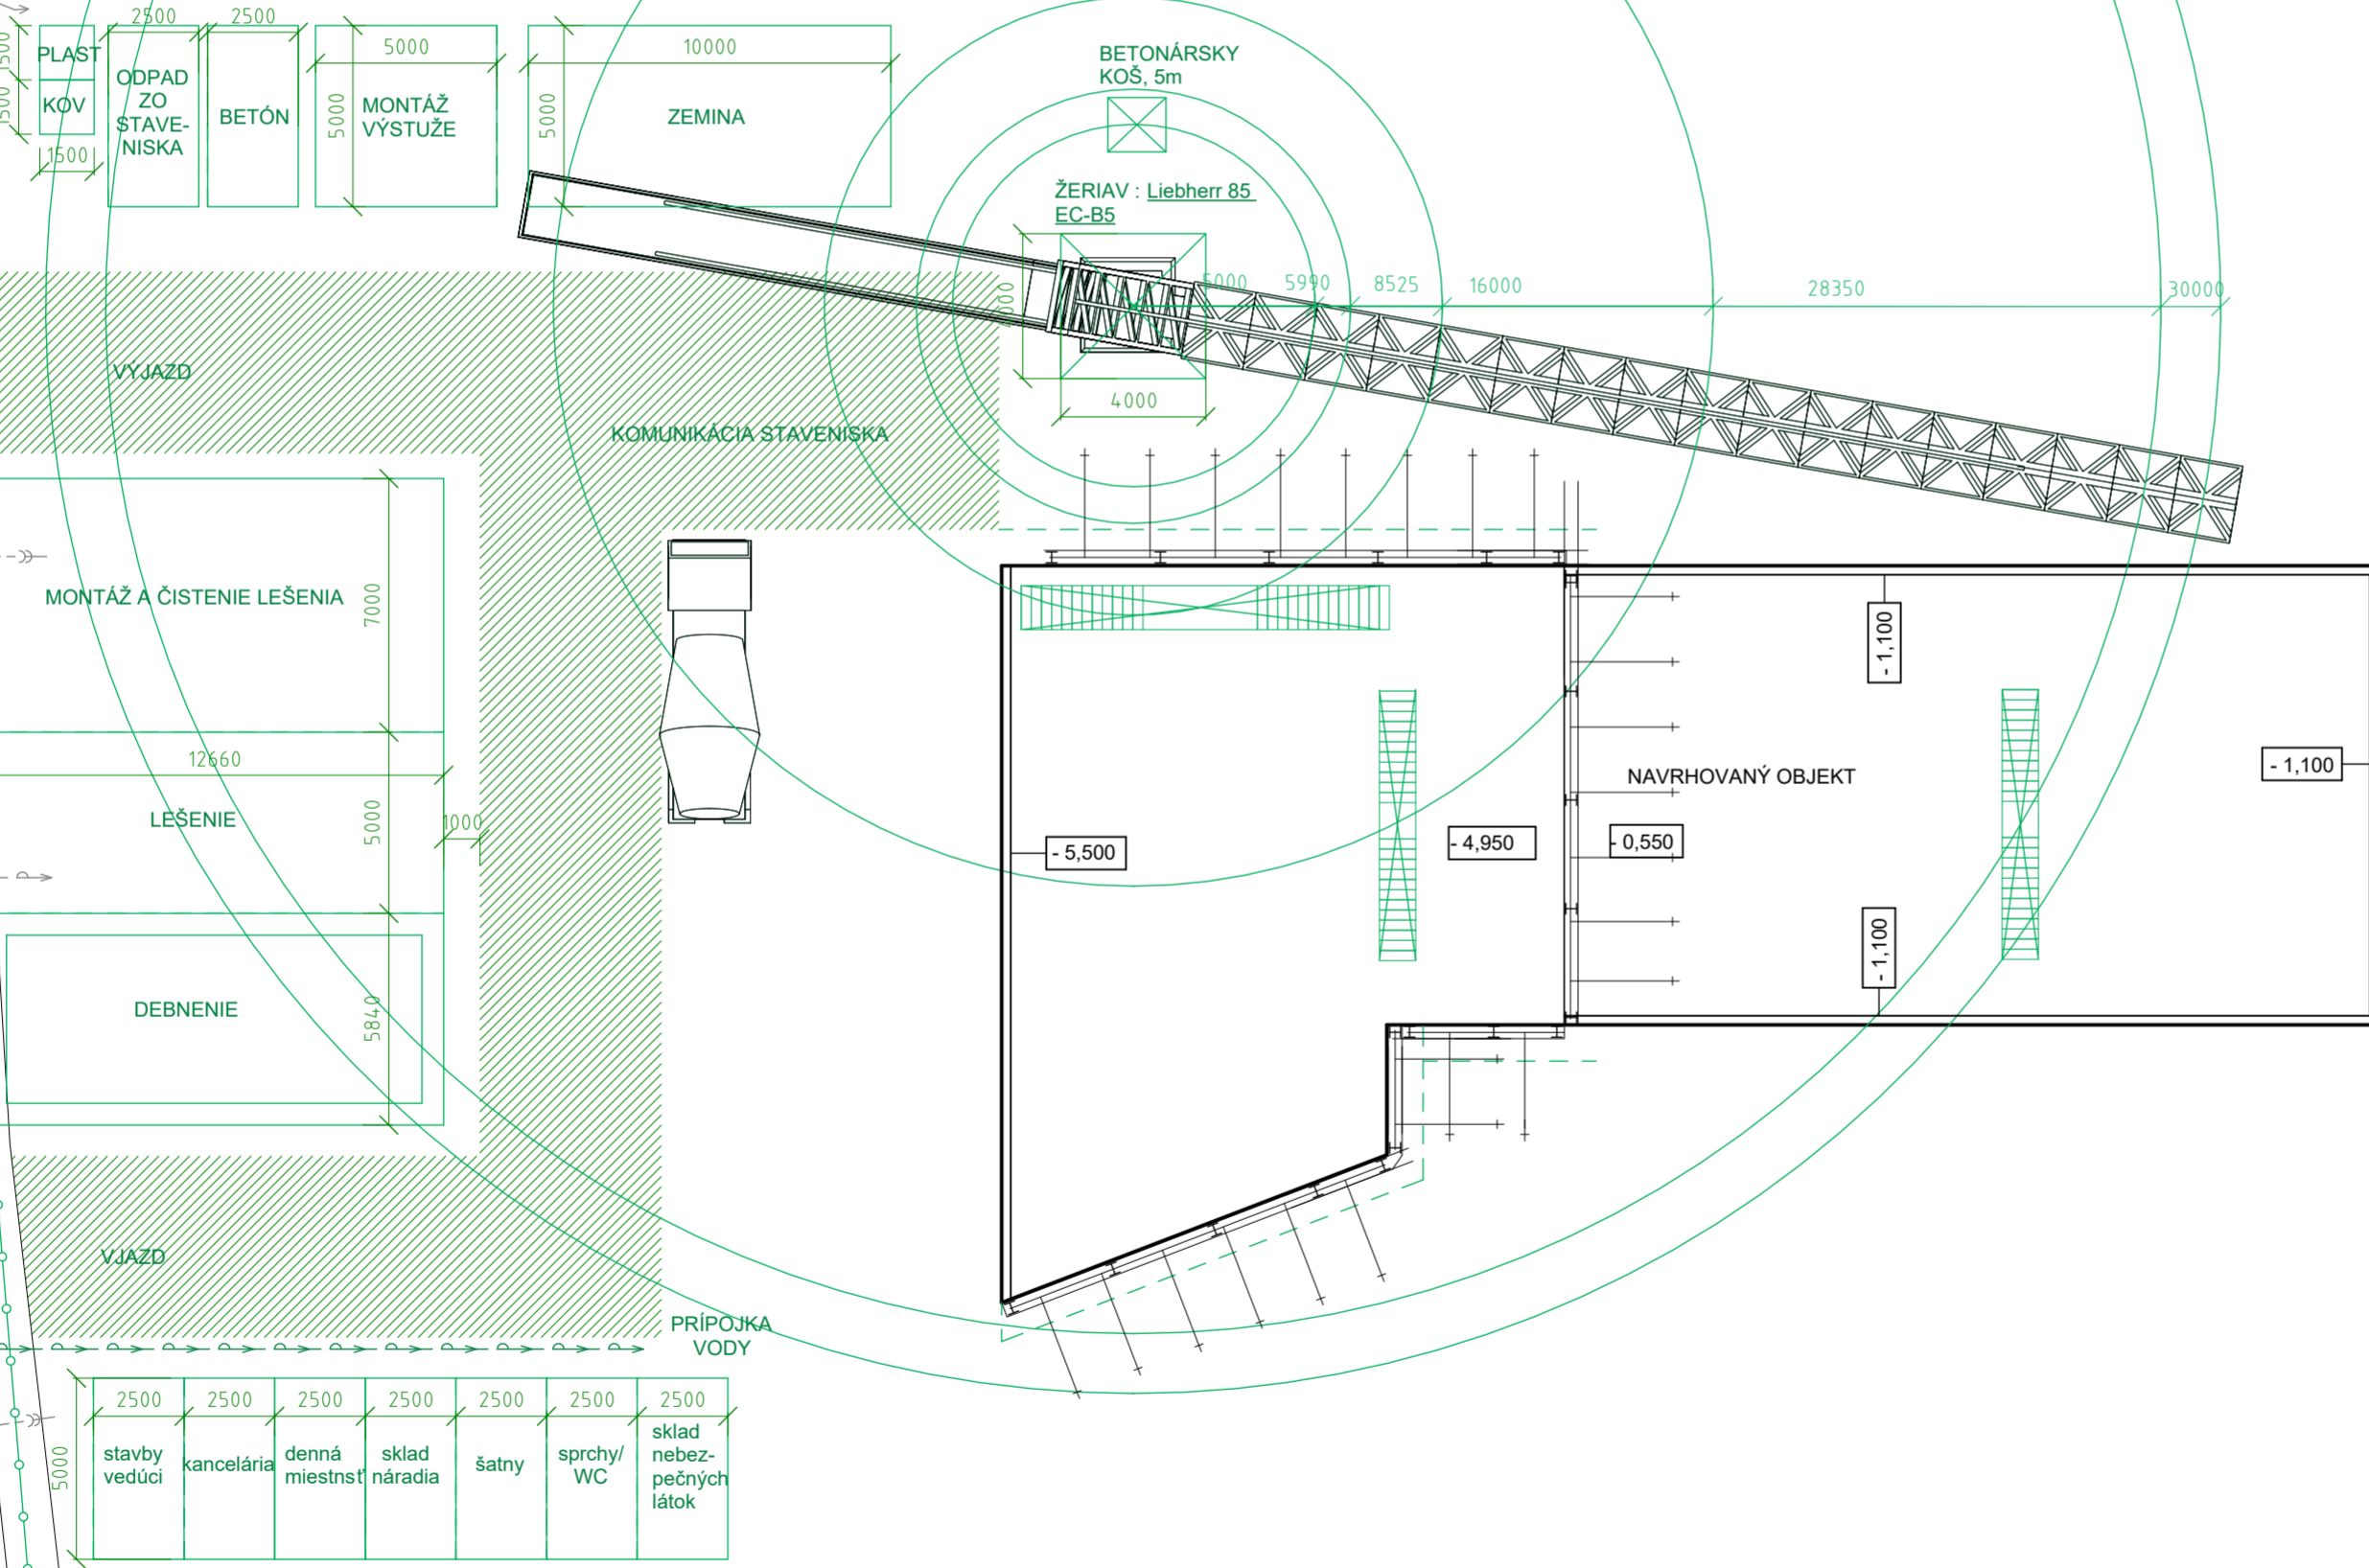 2500
2500
1500
1500
PLAST
KOV
1500
ODPAD
ZO
STAVE-
NISKA
BETÓN
5000
5000
MONTÁŽ
VÝSTUŽE
10000
5000
ZEMINA
BETONÁRSKY
KOŠ, 5m
ŽERIAV : Liebherr 85
EC-B5
5000
5990
8525
16000
28350
30000
4000
VÝJAZD
KOMUNIKÁCIA STAVENISKA
MONTÁŽ A ČISTENIE LEŠENIA
7000
12660
LEŠENIE
5000
1000
DEBNENIE
5840
- 5,500
- 4,950
NAVRHOVANÝ OBJEKT
- 0,550
- 1,100
- 1,100
- 1,100
VJAZD
PRÍPOJKA
VODY
2500
2500
2500
2500
2500
2500
2500
5000
stavby
vedúci
kancelária
denná
miestnsť
sklad
náradia
šatny
sprchy/
WC
sklad
nebez-
pečných
látok